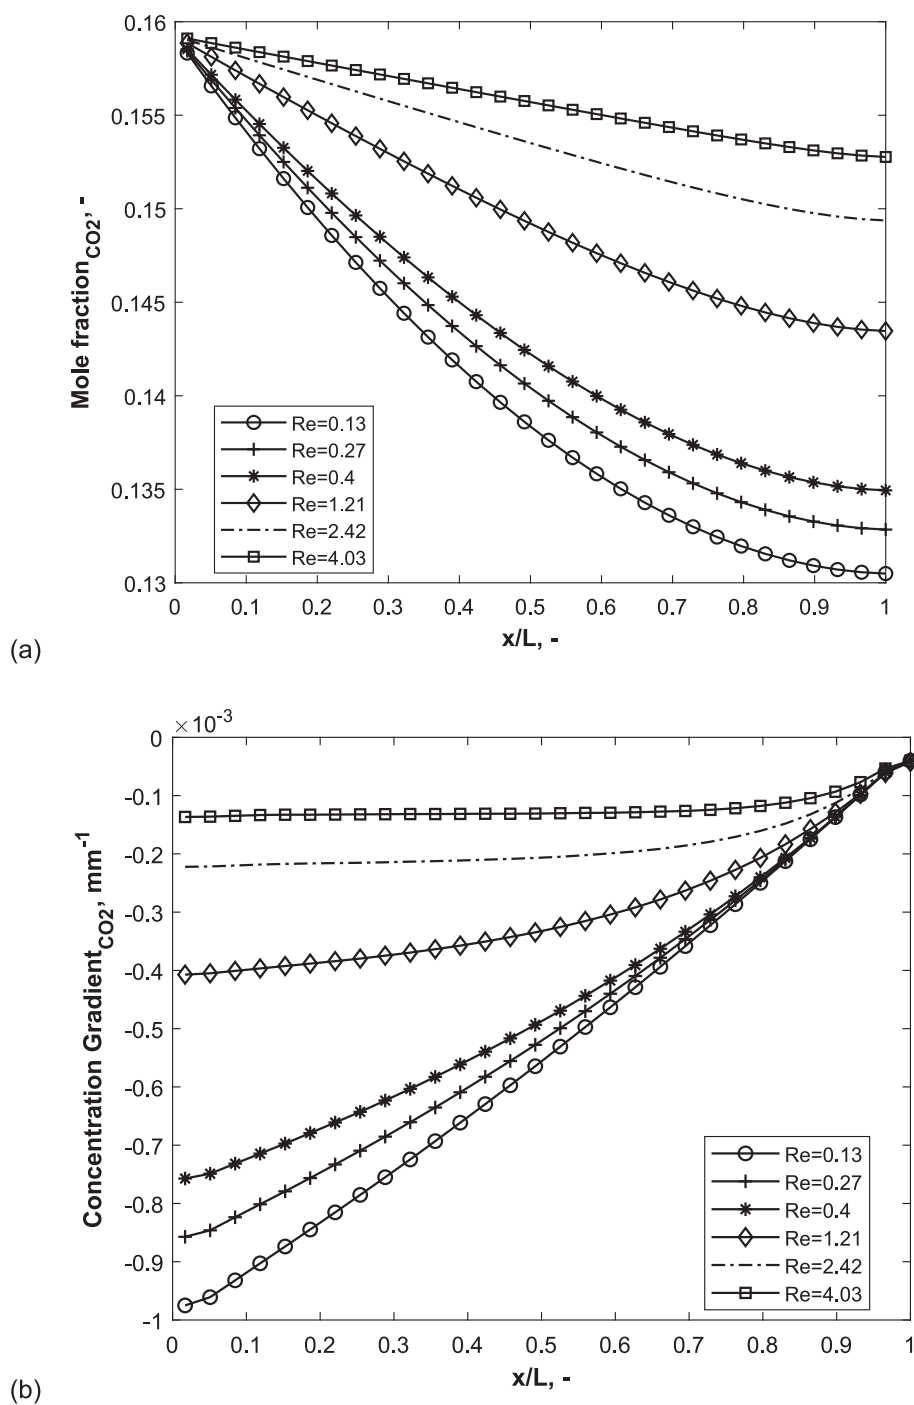 0.16
0.155
0.15
0.145
0.14
0.135
0.13
Mole fraction_CO2, -
Re=0.13
Re=0.27
Re=0.4
Re=1.21
Re=2.42
Re=4.03
0 0.1 0.2 0.3 0.4 0.5 0.6 0.7 0.8 0.9 1
x/L, -
(a)
×10^-3
0
-0.1
-0.2
-0.3
-0.4
-0.5
-0.6
-0.7
-0.8
-0.9
-1
Concentration Gradient_CO2, mm^-1
Re=0.13
Re=0.27
Re=0.4
Re=1.21
Re=2.42
Re=4.03
0 0.1 0.2 0.3 0.4 0.5 0.6 0.7 0.8 0.9 1
x/L, -
(b)